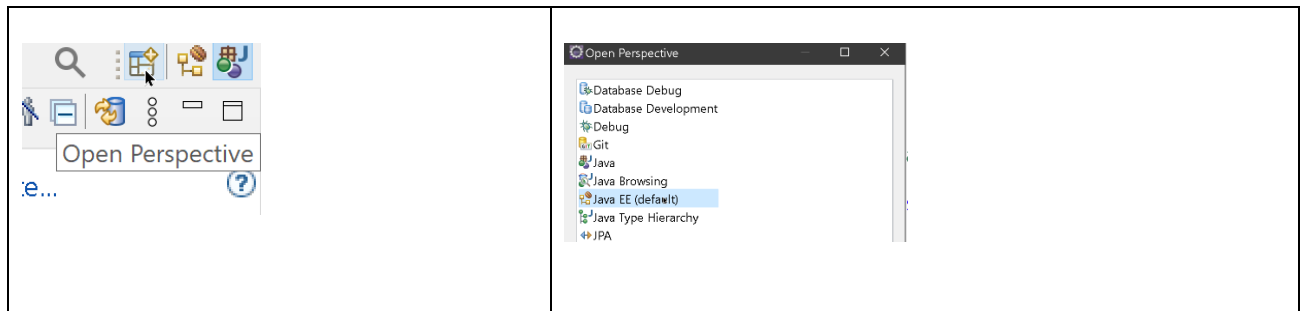 Open Perspective
:e...
Open Perspective
Database Debug
Database Development
Debug
Git
Java
Java Browsing
Java EE (default)
Java Type Hierarchy
JPA